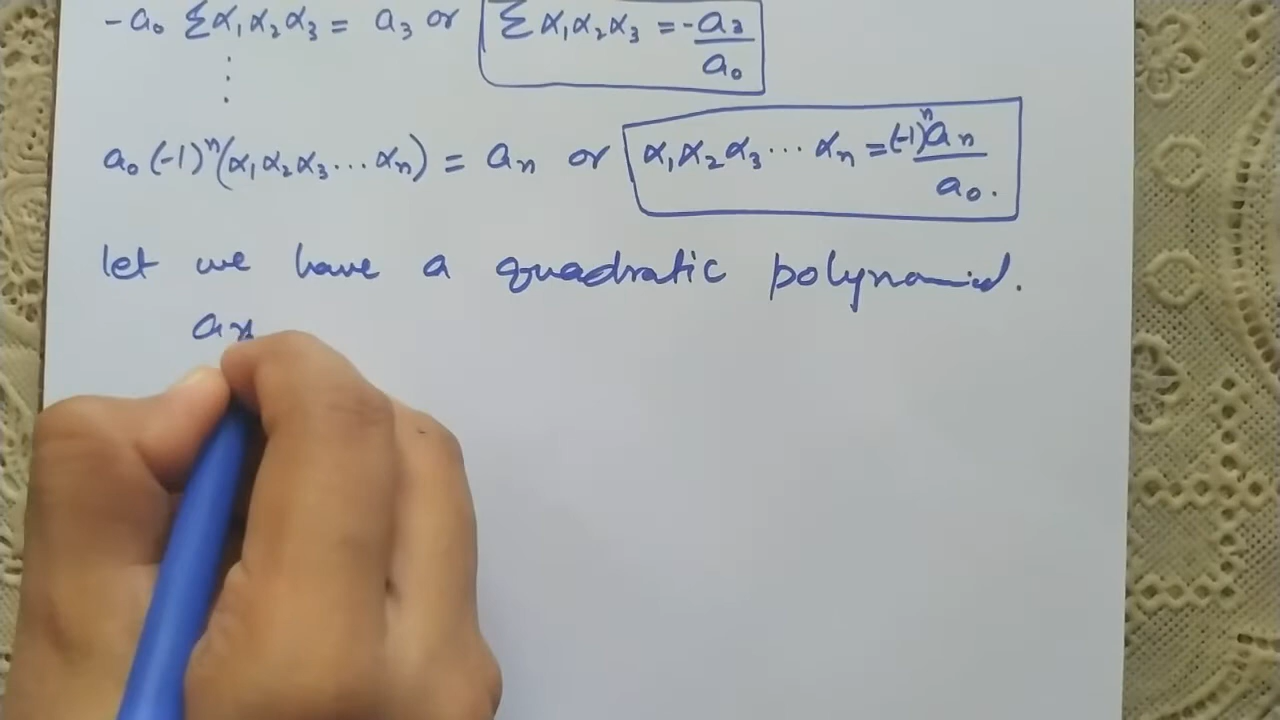 -a₀ Σα₁α₂α₃ = a₃ or Σα₁α₂α₃ = -a₃/a₀
⋮
a₀(-1)ⁿ(α₁α₂α₃...αₙ) = aₙ or α₁α₂α₃...αₙ = (-1)ⁿaₙ/a₀.
let we have a quadratic polynomial.
ax